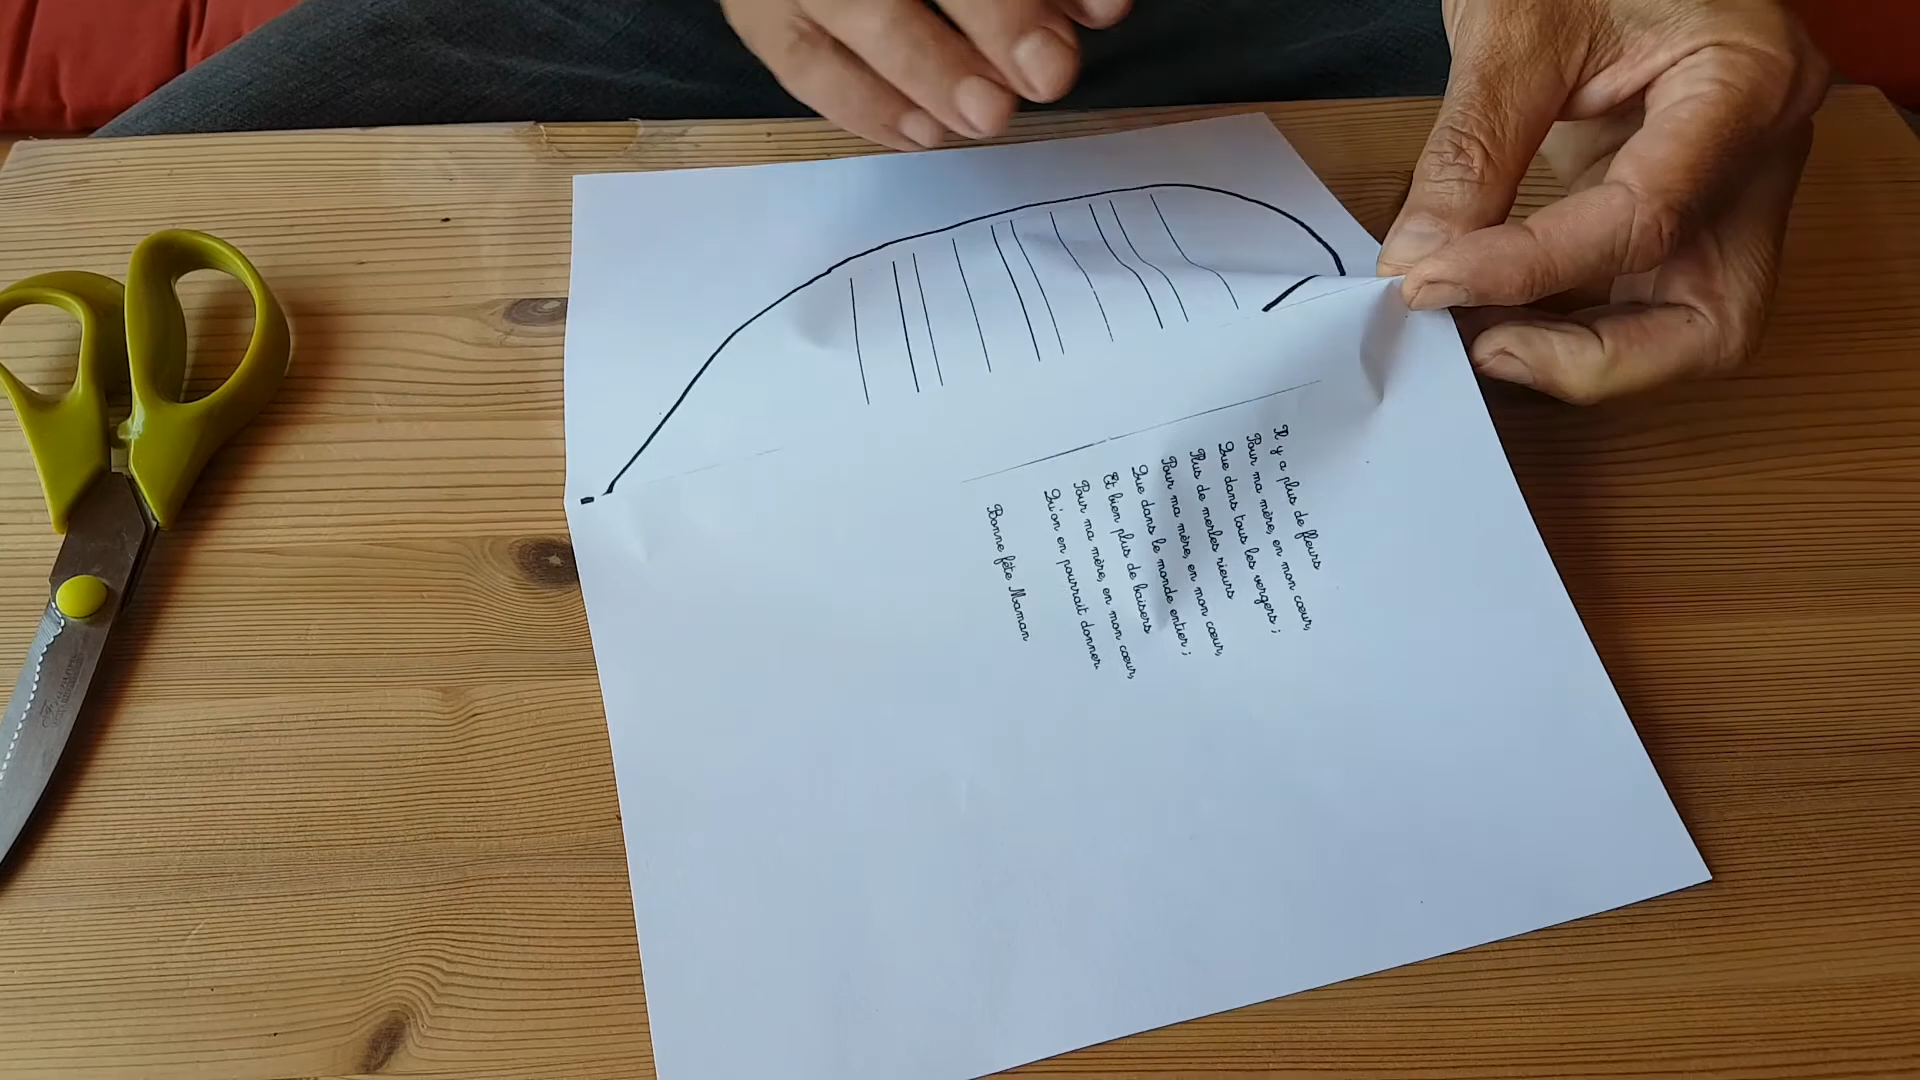 Il y a plus de fleurs
Pour ma mère, en mon cœur,
Que dans tous les vergers ;
Plus de merles rieurs
Pour ma mère, en mon cœur,
Que dans le monde entier ;
Et bien plus de baisers
Pour ma mère, en mon cœur,
Qu'on en pourrait donner.
Bonne fête Maman